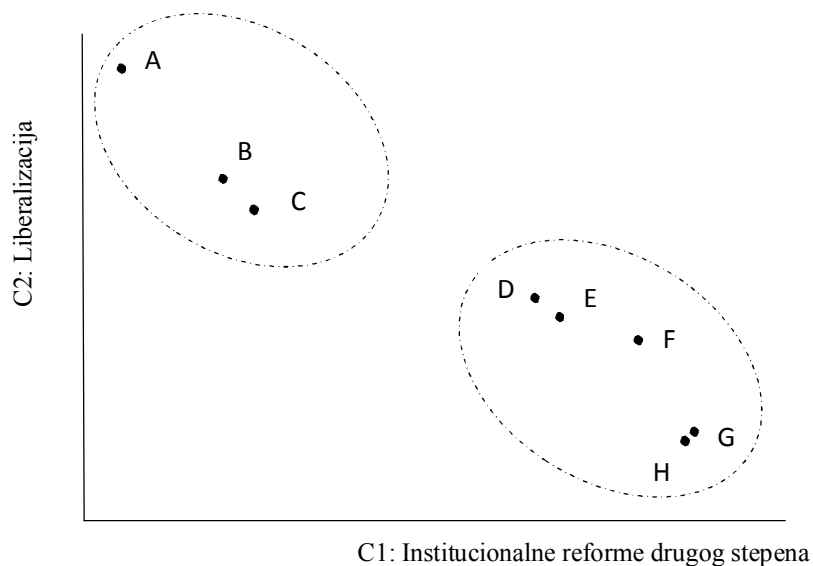 A
B
C
C2: Liberalizacija
D
E
F
G
H
C1: Institucionalne reforme drugog stepena